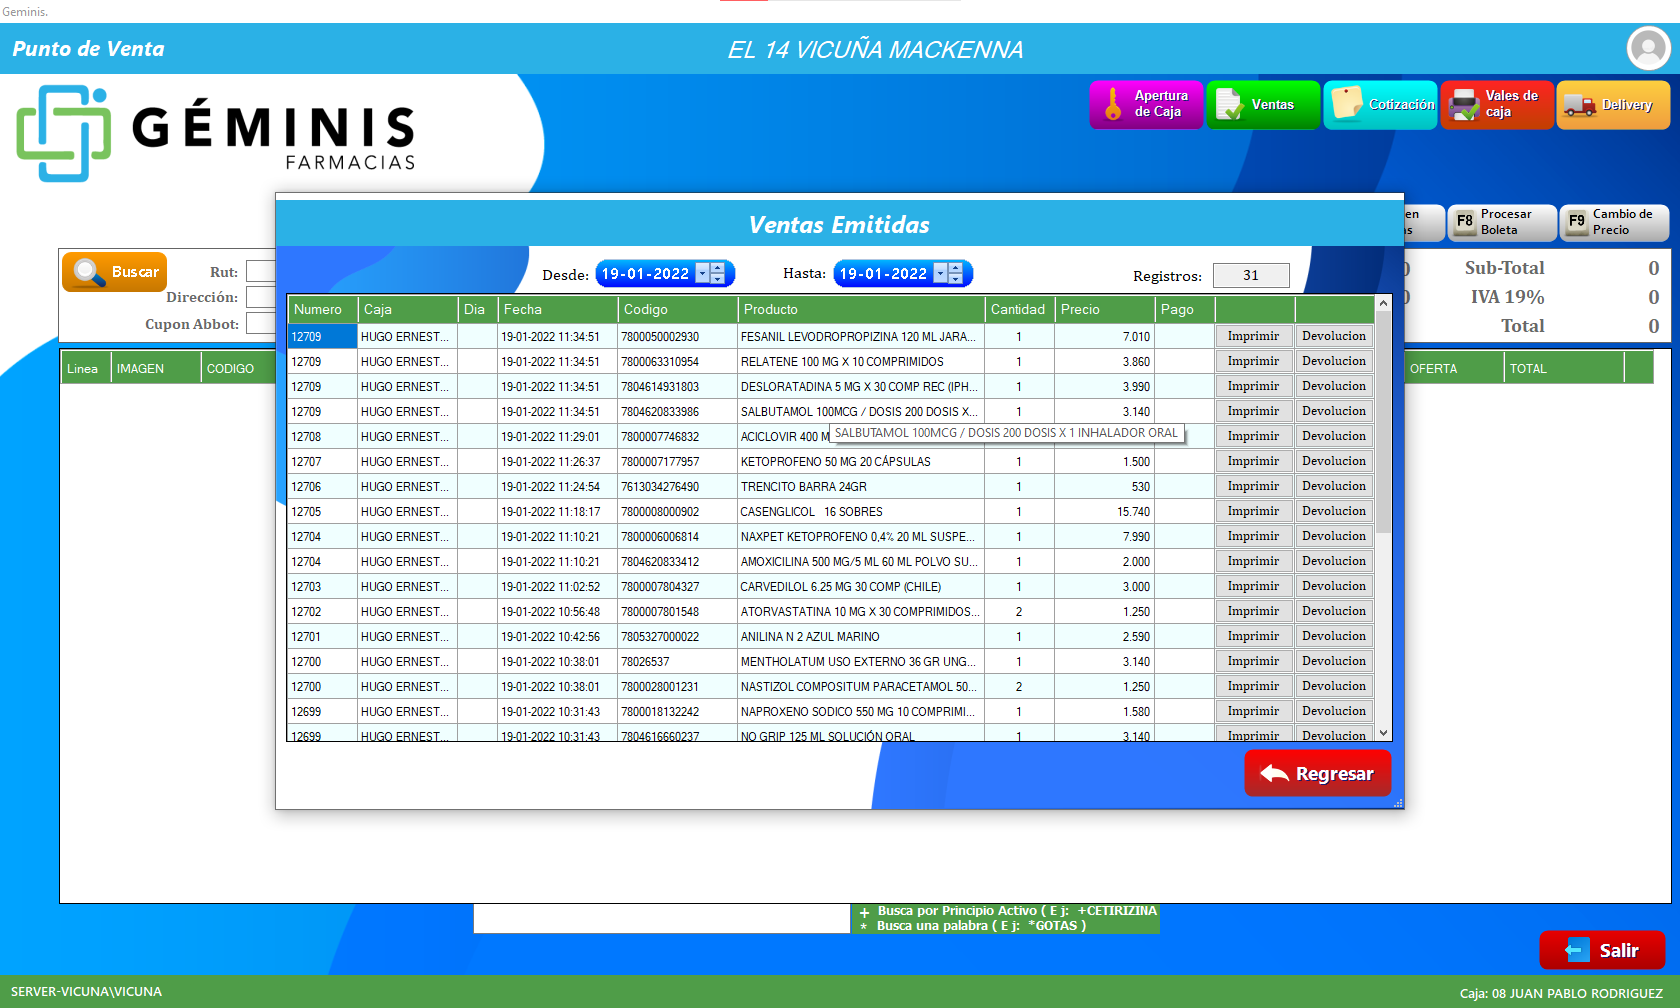 Geminis.
Punto de Venta
EL 14 VICUÑA MACKENNA
GÉMINIS
FARMACIAS
Apertura de Caja
Ventas
Cotización
Vales de caja
Delivery
F8 Procesar Boleta
F9 Cambio de Precio
Ventas Emitidas
Buscar
Rut:
Dirección:
Cupon Abbot:
Desde: 19-01-2022 Hasta: 19-01-2022 Registros: 31
Sub-Total 0
IVA 19% 0
Total 0
Linea IMAGEN CODIGO OFERTA TOTAL
Numero Caja Dia Fecha Codigo Producto Cantidad Precio Pago
12709 HUGO ERNEST... 19-01-2022 11:34:51 7800050002930 FESANIL LEVODROPROPIZINA 120 ML JARA... 1 7.010 Imprimir Devolucion
12709 HUGO ERNEST... 19-01-2022 11:34:51 7800063310954 RELATENE 100 MG X 10 COMPRIMIDOS 1 3.860 Imprimir Devolucion
12709 HUGO ERNEST... 19-01-2022 11:34:51 7804614931803 DESLORATADINA 5 MG X 30 COMP REC (IPH... 1 3.990 Imprimir Devolucion
12709 HUGO ERNEST... 19-01-2022 11:34:51 7804620833986 SALBUTAMOL 100MCG / DOSIS 200 DOSIS X... 1 3.140 Imprimir Devolucion
SALBUTAMOL 100MCG / DOSIS 200 DOSIS X 1 INHALADOR ORAL
12708 HUGO ERNEST... 19-01-2022 11:29:01 7800007746832 ACICLOVIR 400 Imprimir Devolucion
12707 HUGO ERNEST... 19-01-2022 11:26:37 7800007177957 KETOPROFENO 50 MG 20 CÁPSULAS 1 1.500 Imprimir Devolucion
12706 HUGO ERNEST... 19-01-2022 11:24:54 7613034276490 TRENCITO BARRA 24GR 1 530 Imprimir Devolucion
12705 HUGO ERNEST... 19-01-2022 11:18:17 7800008000902 CASENGLICOL 16 SOBRES 1 15.740 Imprimir Devolucion
12704 HUGO ERNEST... 19-01-2022 11:10:21 7800006006814 NAXPET KETOPROFENO 0,4% 20 ML SUSPE... 1 7.990 Imprimir Devolucion
12704 HUGO ERNEST... 19-01-2022 11:10:21 7804620833412 AMOXICILINA 500 MG/5 ML 60 ML POLVO SU... 1 2.000 Imprimir Devolucion
12703 HUGO ERNEST... 19-01-2022 11:02:52 7800007804327 CARVEDILOL 6.25 MG 30 COMP (CHILE) 1 3.000 Imprimir Devolucion
12702 HUGO ERNEST... 19-01-2022 10:56:48 7800007801548 ATORVASTATINA 10 MG X 30 COMPRIMIDOS... 2 1.250 Imprimir Devolucion
12701 HUGO ERNEST... 19-01-2022 10:42:56 7805327000022 ANILINA N 2 AZUL MARINO 1 2.590 Imprimir Devolucion
12700 HUGO ERNEST... 19-01-2022 10:38:01 78026537 MENTHOLATUM USO EXTERNO 36 GR UNG... 1 3.140 Imprimir Devolucion
12700 HUGO ERNEST... 19-01-2022 10:38:01 7800028001231 NASTIZOL COMPOSITUM PARACETAMOL 50... 2 1.250 Imprimir Devolucion
12699 HUGO ERNEST... 19-01-2022 10:31:43 7800018132242 NAPROXENO SODICO 550 MG 10 COMPRIMI... 1 1.580 Imprimir Devolucion
12699 HUGO ERNEST... 19-01-2022 10:31:43 7804616660237 NO GRIP 125 ML SOLUCIÓN ORAL 1 3.140 Imprimir Devolucion
Regresar
+ Busca por Principio Activo ( E j: +CETIRIZINA
* Busca una palabra ( E j: *GOTAS )
Salir
SERVER-VICUNA\VICUNA
Caja: 08 JUAN PABLO RODRIGUEZ